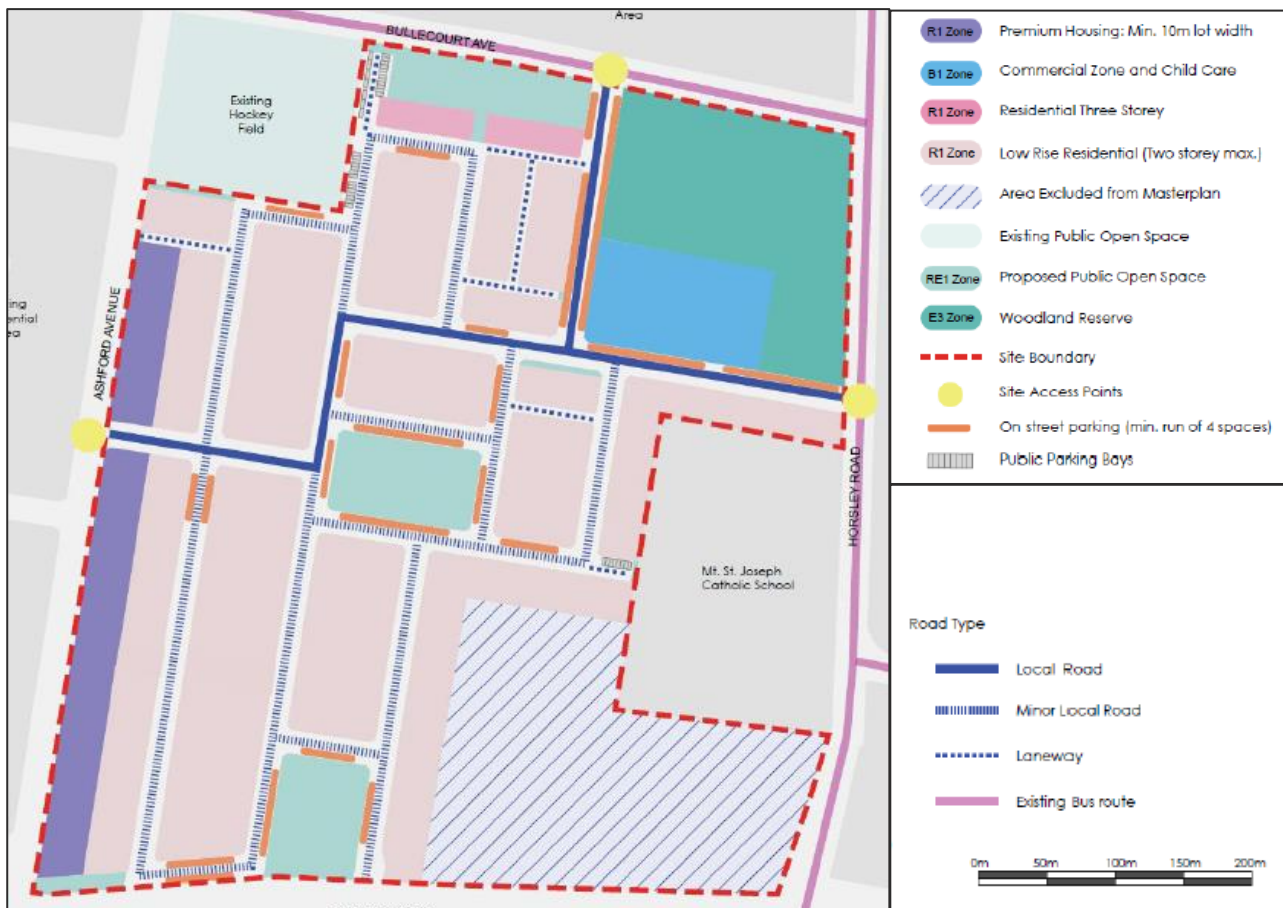 Area
BULLECOURT AVE
Existing
Hockey
Field
ASHFORD AVENUE
HORSLEY ROAD
Mt. St. Joseph
Catholic School
R1 Zone Premium Housing: Min. 10m lot width
B1 Zone Commercial Zone and Child Care
R1 Zone Residential Three Storey
R1 Zone Low Rise Residential (Two storey max.)
Area Excluded from Masterplan
Existing Public Open Space
RE1 Zone Proposed Public Open Space
E3 Zone Woodland Reserve
Site Boundary
Site Access Points
On street parking (min. run of 4 spaces)
Public Parking Bays
Road Type
Local Road
Minor Local Road
Laneway
Existing Bus route
0m 50m 100m 150m 200m